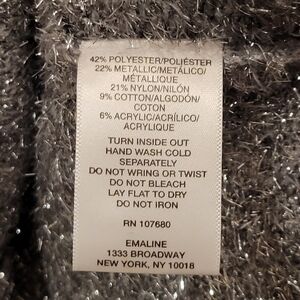 42% POLYESTER/POLIÉSTER
22% METALLIC/METÁLICO/
MÉTALLIQUE
21% NYLON/NILÓN
9% COTTON/ALGODÓN/
COTON
6% ACRYLIC/ACRÍLICO/
ACRYLIQUE
TURN INSIDE OUT
HAND WASH COLD
SEPARATELY
DO NOT WRING OR TWIST
DO NOT BLEACH
LAY FLAT TO DRY
DO NOT IRON
RN 107680
EMALINE
1333 BROADWAY
NEW YORK, NY 10018